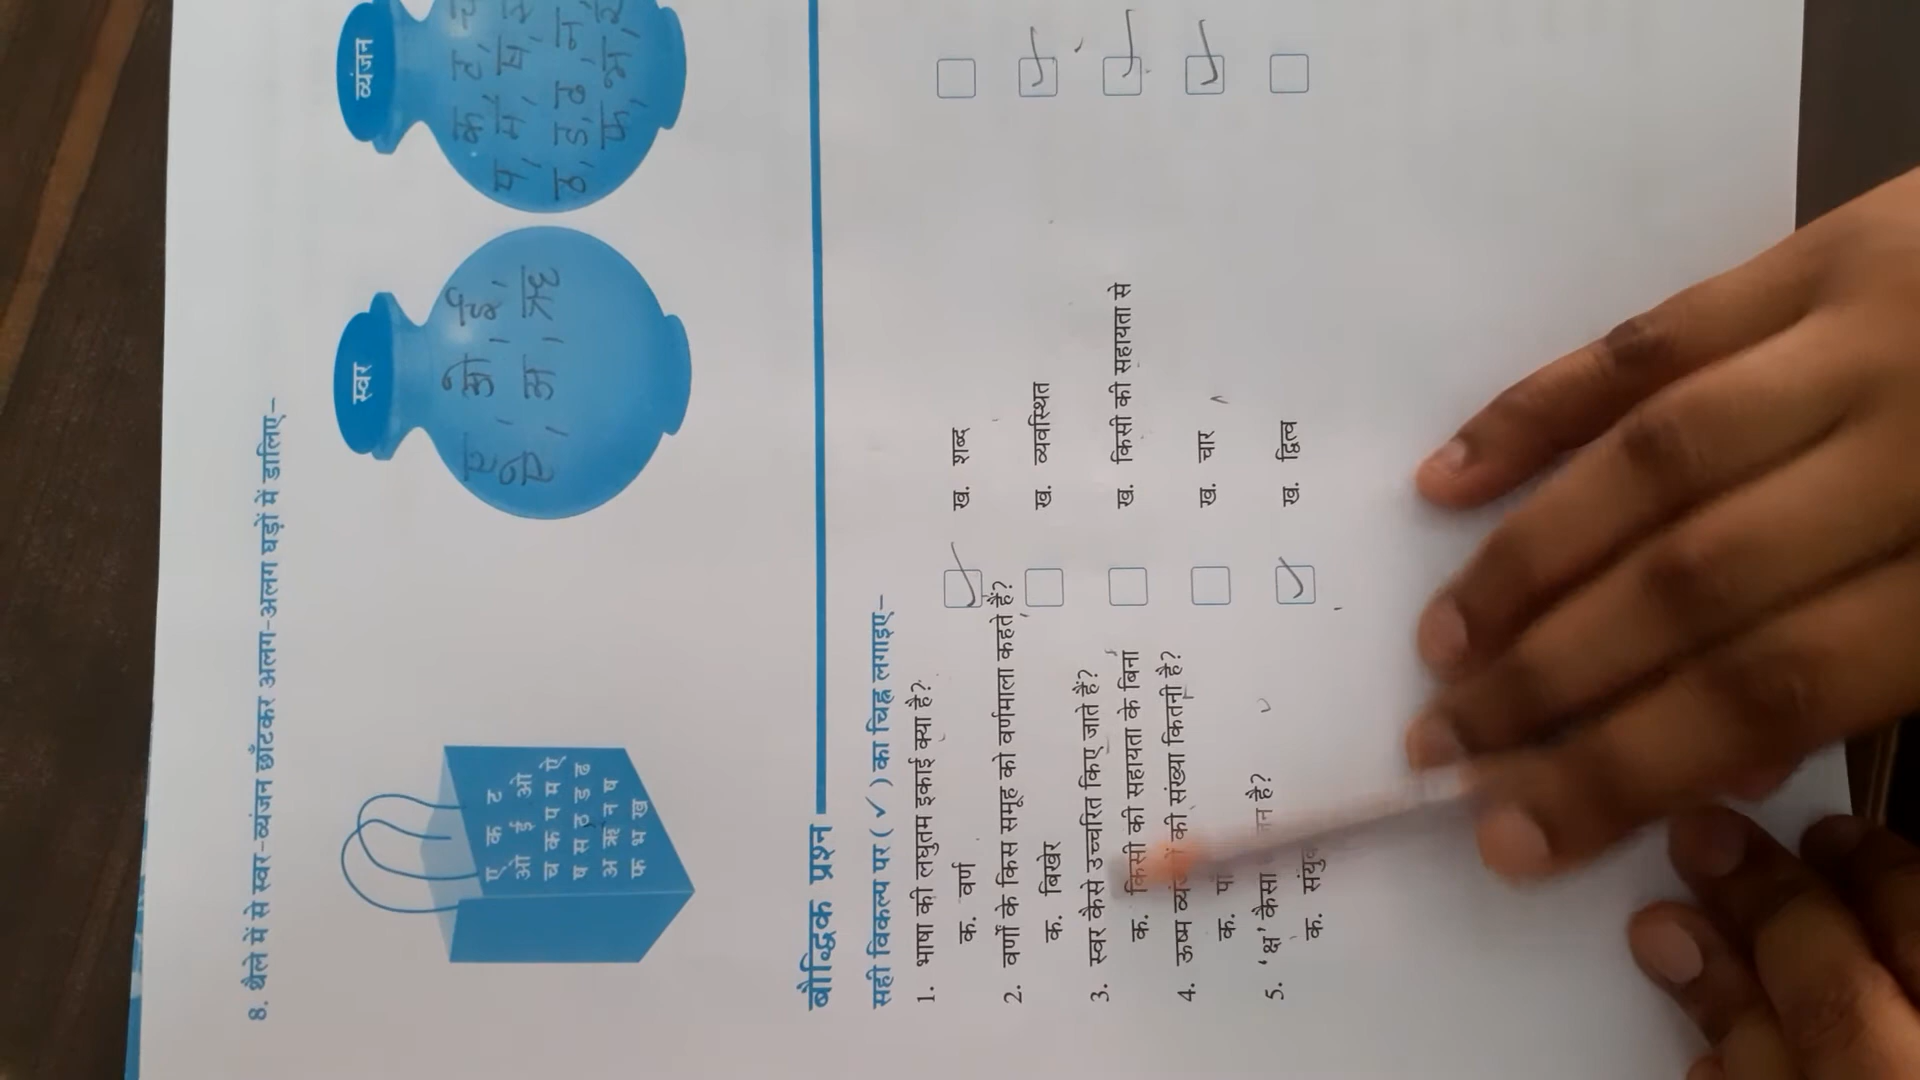 8. थैले में से स्वर-व्यंजन छाँटकर अलग-अलग घड़ों में डालिए-
ए क ट
ओ ई औ
च क प म ऐ
ष स ठ ड ढ
अ ऋ न ष
फ भ ख
स्वर
ए, औ, ई,
ऐ, अ, ऋ
व्यंजन
क, ट, च
प, म, ष,
ठ, ड, ढ, न
फ, भ,
बौद्धिक प्रश्न
सही विकल्प पर ( ✓ ) का चिह्न लगाइए-
1. भाषा की लघुतम इकाई क्या है?
क. वर्ण ख. शब्द
2. वर्णों के किस समूह को वर्णमाला कहते हैं?
क. बिखेर ख. व्यवस्थित
3. स्वर कैसे उच्चरित किए जाते हैं?
क. किसी की सहायता के बिना ख. किसी की सहायता से
4. ऊष्म की संख्या कितनी है?
क. ख. चार
5. 'क्ष' कैसा है?
क. ख. द्वित्व